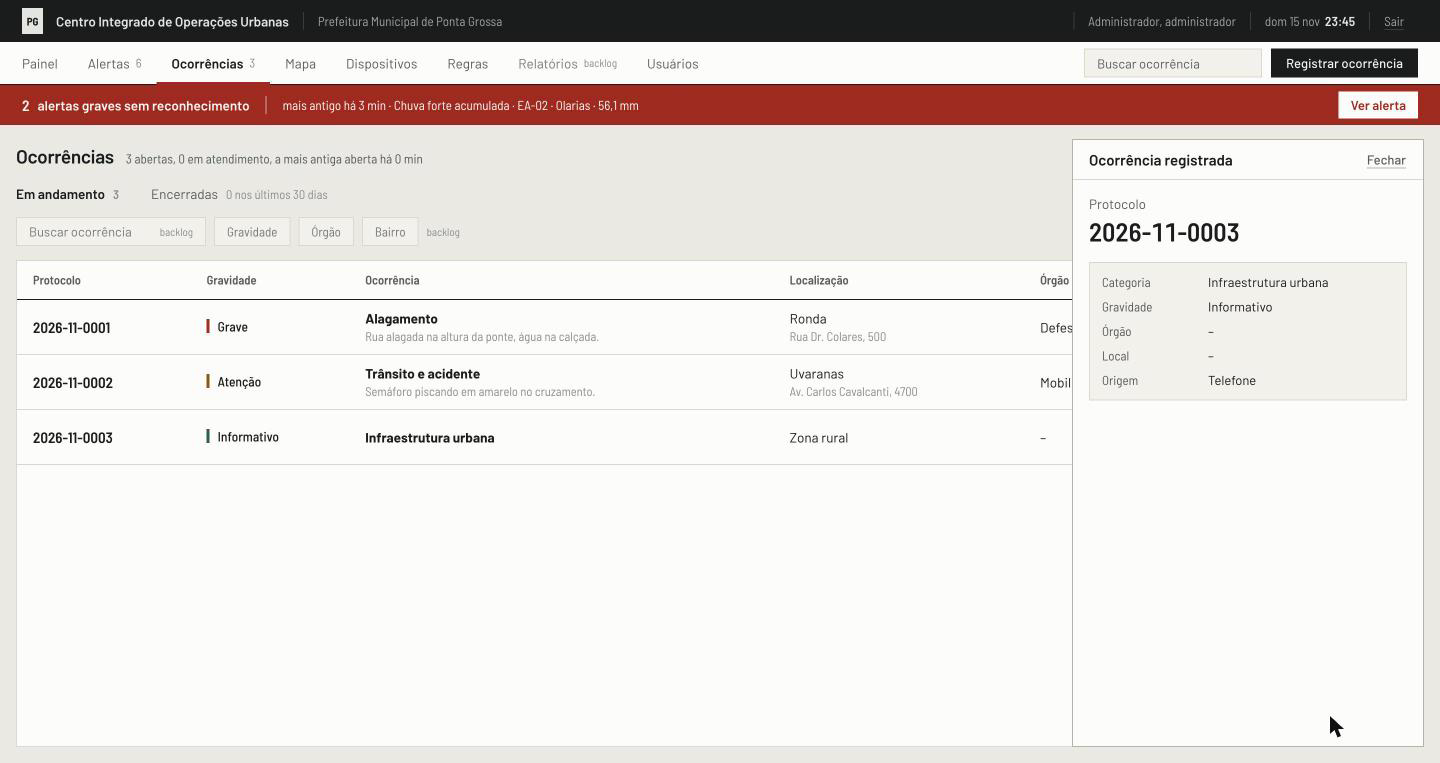 PG Centro Integrado de Operações Urbanas Prefeitura Municipal de Ponta Grossa Administrador, administrador dom 15 nov 23:45 Sair
Painel Alertas 6 Ocorrências 3 Mapa Dispositivos Regras Relatórios backlog Usuários Buscar ocorrência Registrar ocorrência
2 alertas graves sem reconhecimento mais antigo há 3 min · Chuva forte acumulada · EA-02 · Olarias · 56,1 mm Ver alerta
Ocorrências 3 abertas, 0 em atendimento, a mais antiga aberta há 0 min
Em andamento 3 Encerradas 0 nos últimos 30 dias
Buscar ocorrência backlog Gravidade Órgão Bairro backlog
Protocolo Gravidade Ocorrência Localização Órgão
2026-11-0001 Grave Alagamento Ronda Defes
Rua alagada na altura da ponte, água na calçada. Rua Dr. Colares, 500
2026-11-0002 Atenção Trânsito e acidente Uvaranas Mobil
Semáforo piscando em amarelo no cruzamento. Av. Carlos Cavalcanti, 4700
2026-11-0003 Informativo Infraestrutura urbana Zona rural –
Ocorrência registrada Fechar
Protocolo
2026-11-0003
Categoria Infraestrutura urbana
Gravidade Informativo
Órgão –
Local –
Origem Telefone